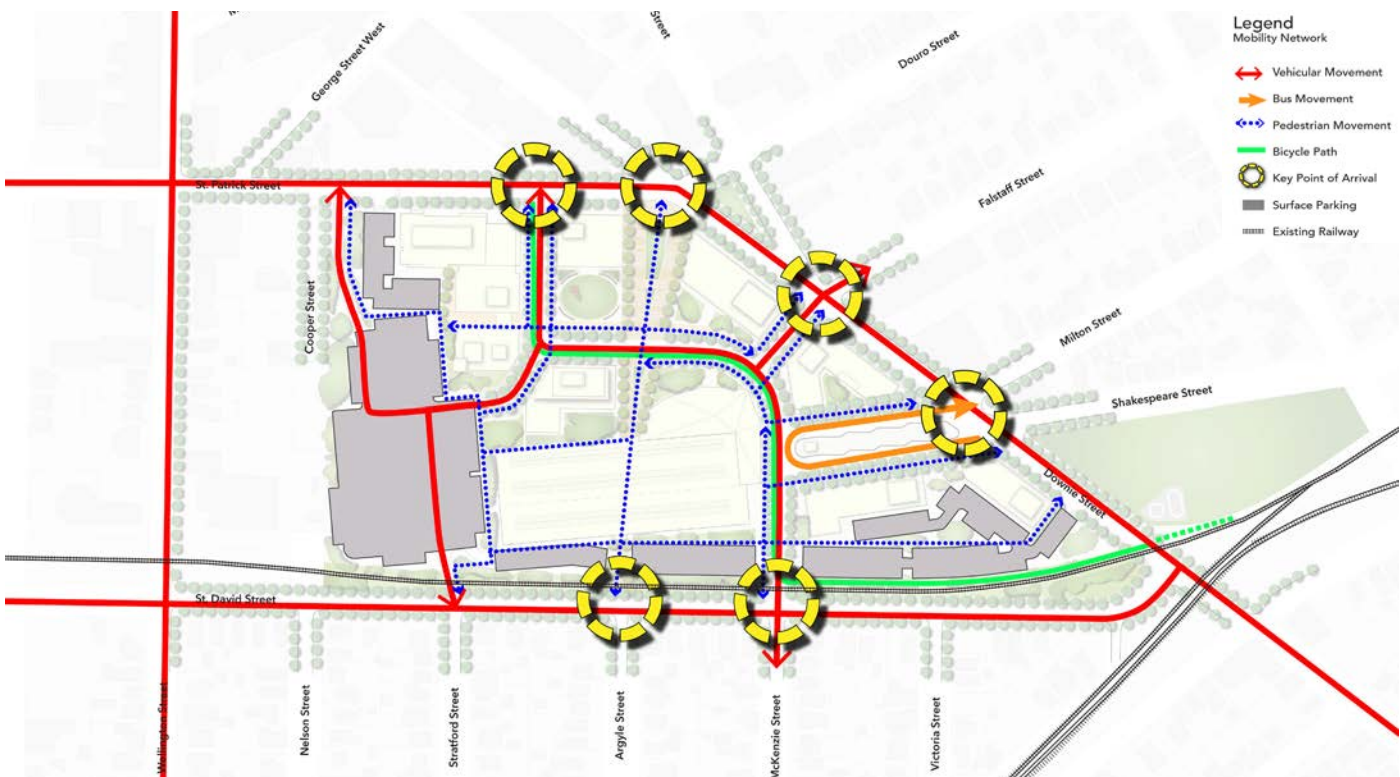 Legend
Mobility Network
Vehicular Movement
Bus Movement
Pedestrian Movement
Bicycle Path
Key Point of Arrival
Surface Parking
Existing Railway
George Street West
Street
Douro Street
Falstaff Street
Milton Street
Shakespeare Street
St. Patrick Street
Cooper Street
Downie Street
St. David Street
Wellington Street
Nelson Street
Stratford Street
Argyle Street
McKenzie Street
Victoria Street